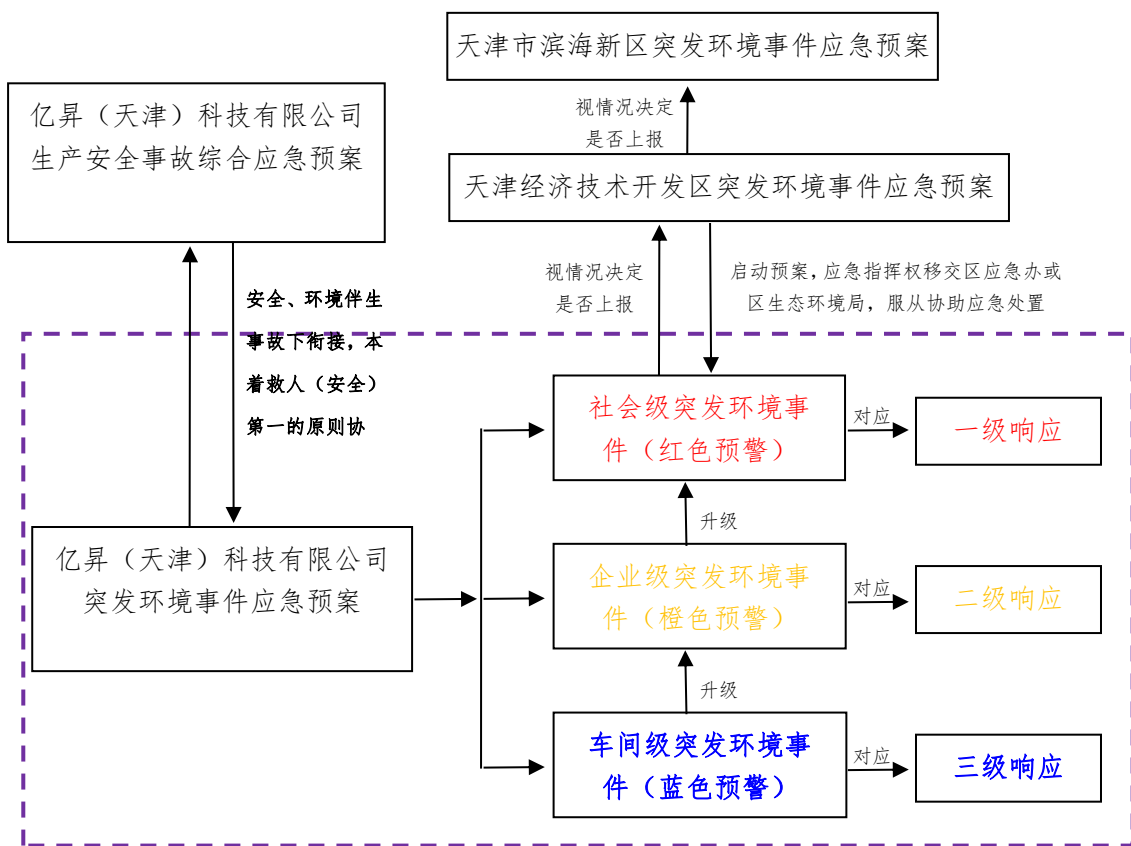 天津市滨海新区突发环境事件应急预案
视情况决定
是否上报
亿昇（天津）科技有限公司
生产安全事故综合应急预案
天津经济技术开发区突发环境事件应急预案
视情况决定
是否上报
启动预案，应急指挥权移交区应急办或
区生态环境局，服从协助应急处置
安全、环境伴生
事故下衔接，本
着救人（安全）
第一的原则协
社会级突发环境事
件（红色预警）
对应
一级响应
升级
亿昇（天津）科技有限公司
突发环境事件应急预案
企业级突发环境事
件（橙色预警）
对应
二级响应
升级
车间级突发环境事
件（蓝色预警）
对应
三级响应